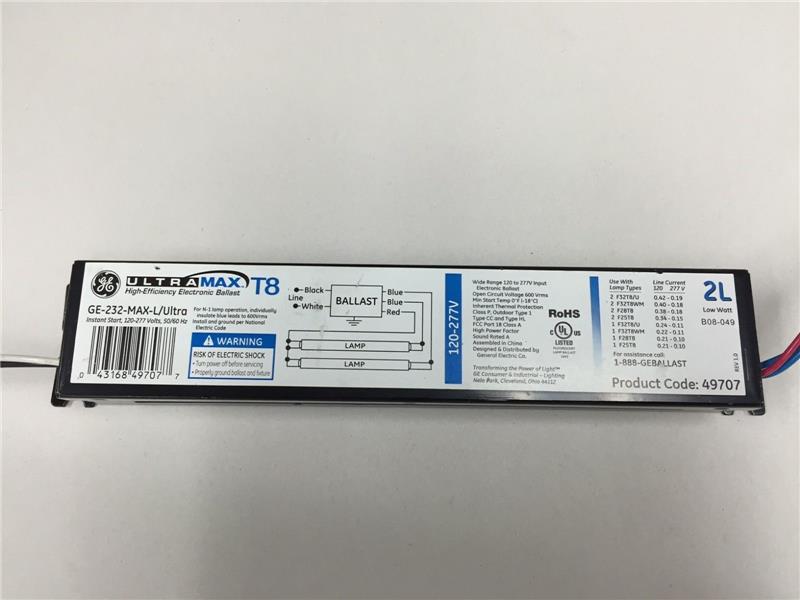 GE
ULTRAMAX T8
High-Efficiency Electronic Ballast
GE-232-MAX-L/Ultra
Instant Start, 120-277 Volts, 50/60 Hz
0 43168 49707 7
For N-1 lamp operation, individually
insulate blue leads to 600Vrms
Install and ground per National
Electric Code
WARNING
RISK OF ELECTRIC SHOCK
• Turn power off before servicing
• Properly ground ballast and fixture
Black
Line
White
BALLAST
Blue
Blue
Red
LAMP
LAMP
120-277V
Wide Range 120 to 277V Input
Electronic Ballast
Open Circuit Voltage 600 Vrms
Min Start Temp 0°F (-18°C)
Inherent Thermal Protection
Class P, Outdoor Type 1
Type CC and Type HL
FCC Part 18 Class A
High Power Factor
Sound Rated A
Assembled in China
Designed & Distributed by
General Electric Co.
Transforming the Power of Light™
GE Consumer & Industrial - Lighting
Nela Park, Cleveland, Ohio 44112
RoHS
c UL US
LISTED
Use With Line Current
Lamp Types 120 277 V
2 F32T8/U 0.42 - 0.19
2 F32T8WM 0.40 - 0.18
2 F28T8 0.38 - 0.18
2 F25T8 0.34 - 0.15
1 F32T8/U 0.24 - 0.11
1 F32T8WM 0.22 - 0.11
1 F28T8 0.21 - 0.10
1 F25T8 0.21 - 0.10
For assistance call:
1-888-GEBALLAST
Product Code: 49707
2L
Low Watt
B08-049
REV 1.0